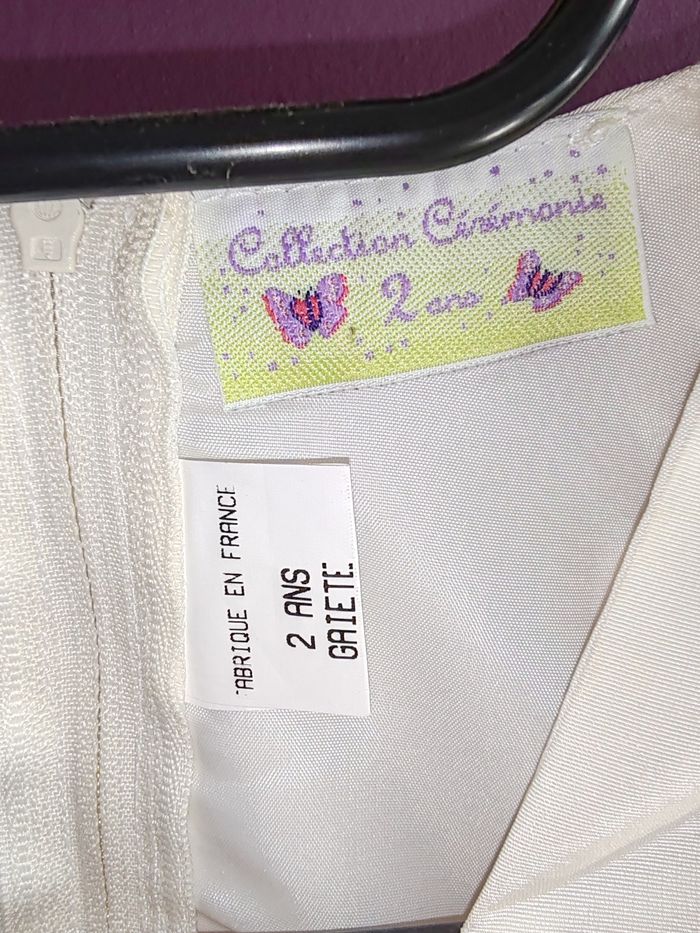 Collection Cérémonie
2 ans
ABRIQUE EN FRANCE
2 ANS
GAIETE